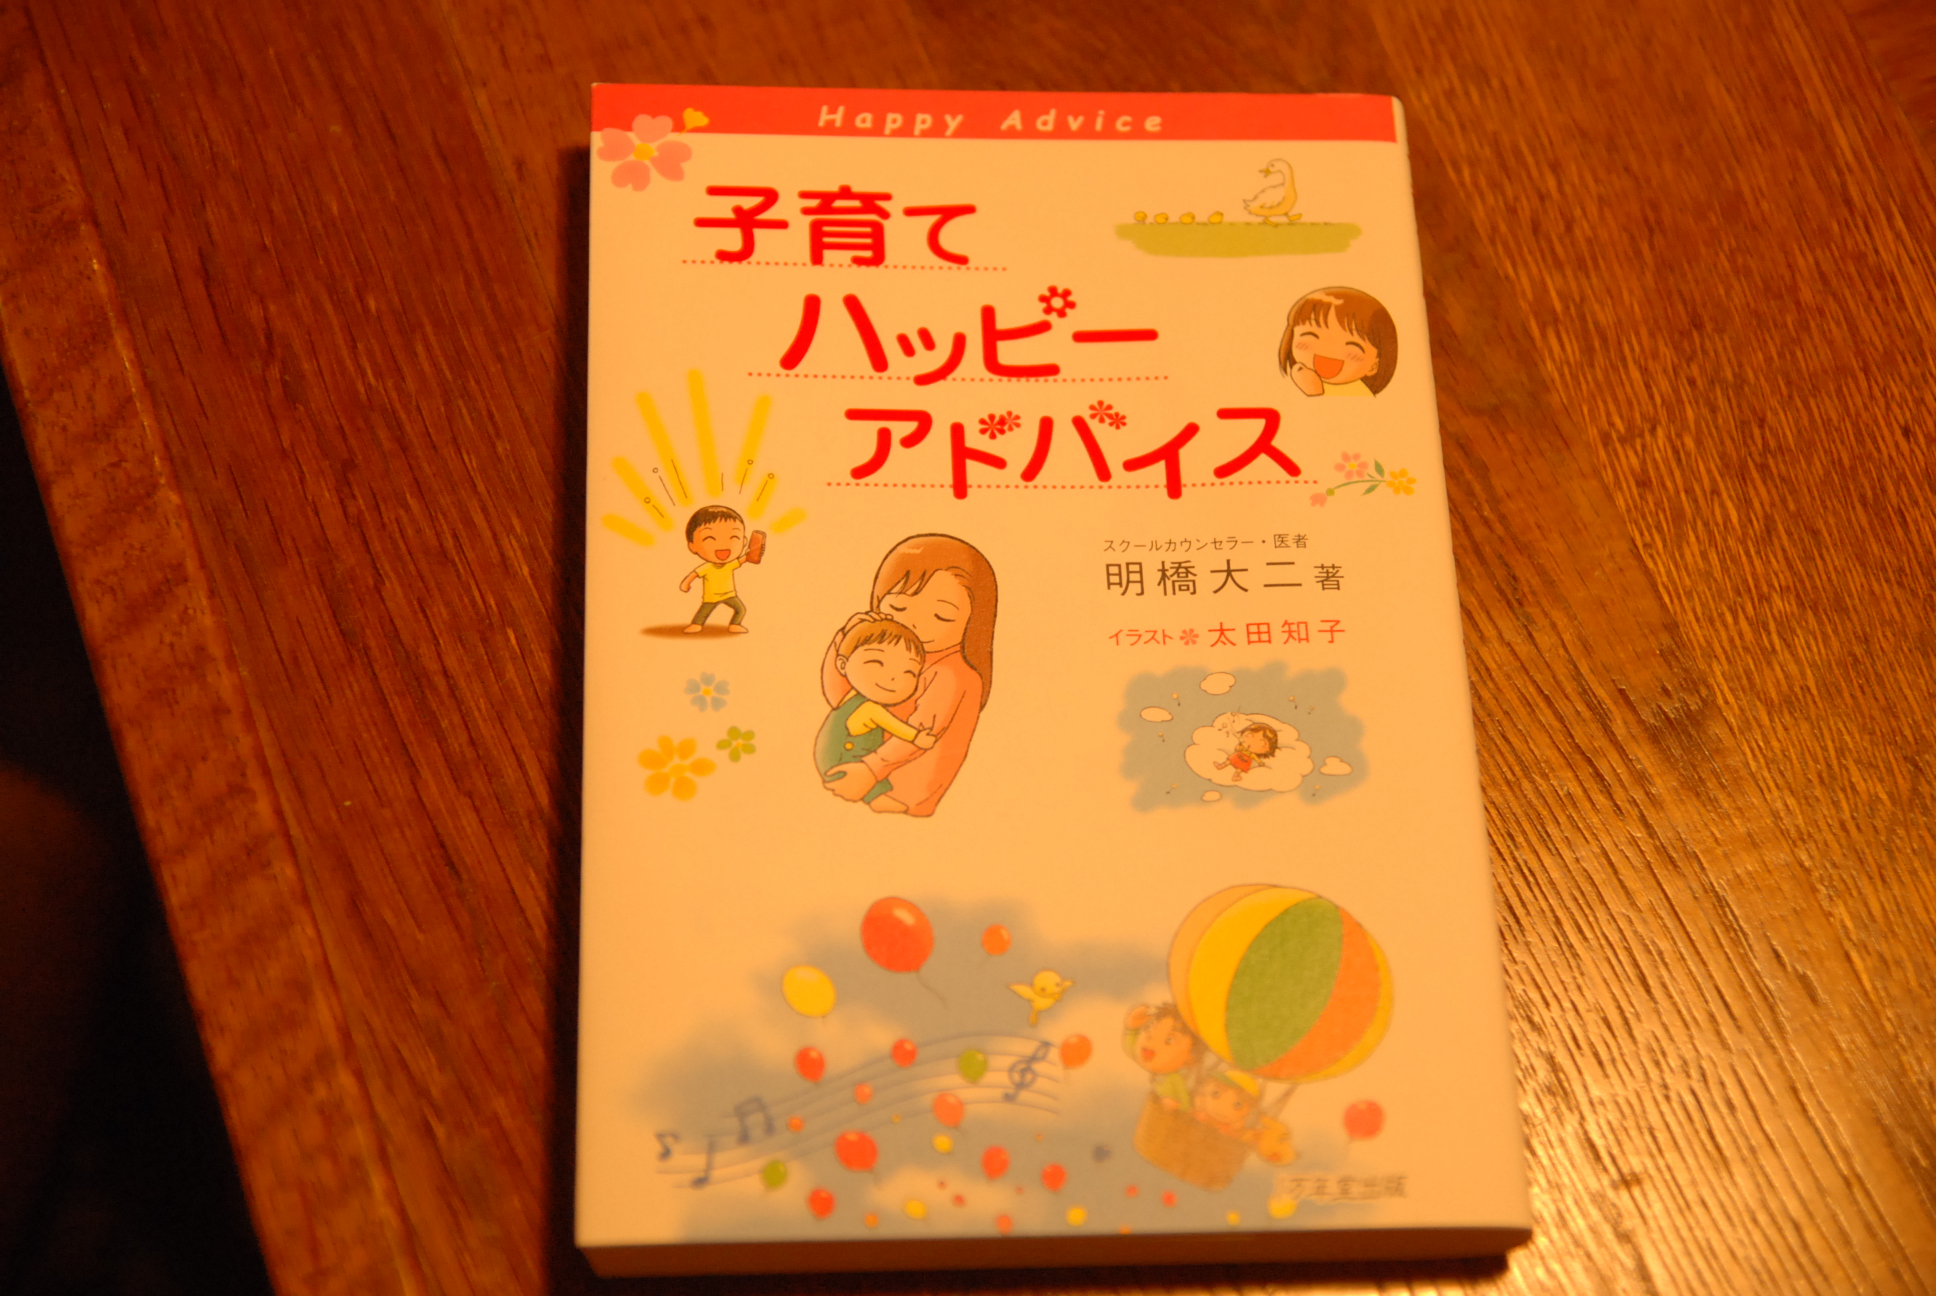 Happy Advice
子育て
ハッピー
アドバイス
スクールカウンセラー・医者
明橋大二 著
イラスト 太田知子
万年堂出版